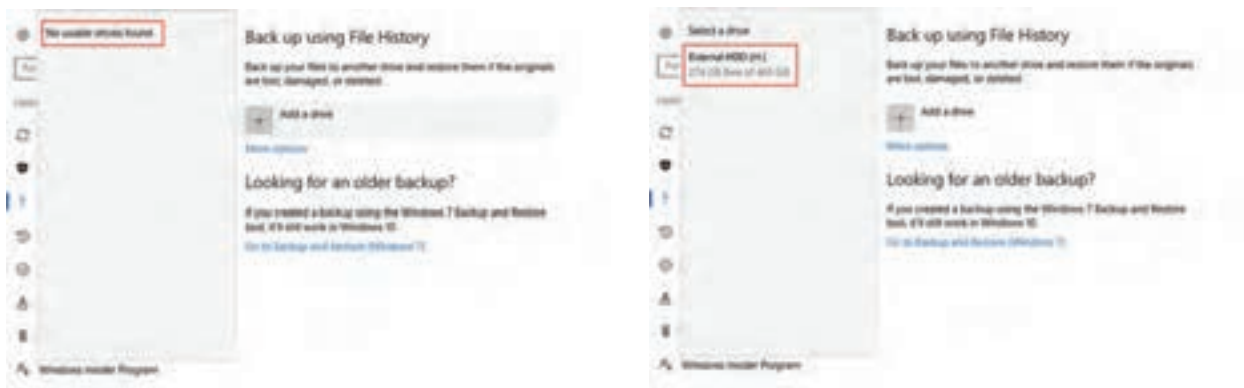 No usable drives found.
Back up using File History
Back up your files to another drive and restore them if the originals
are lost, damaged, or deleted.
Add a drive
More options
Looking for an older backup?
If you created a backup using the Windows 7 Backup and Restore
tool, it'll still work in Windows 10.
Go to Backup and Restore (Windows 7)
Windows Insider Program
Select a drive
External HDD (H:)
GB free of 465 GB
Back up using File History
Back up your files to another drive and restore them if the originals
are lost, damaged, or deleted.
Add a drive
More options
Looking for an older backup?
If you created a backup using the Windows 7 Backup and Restore
tool, it'll still work in Windows 10.
Go to Backup and Restore (Windows 7)
Windows Insider Program